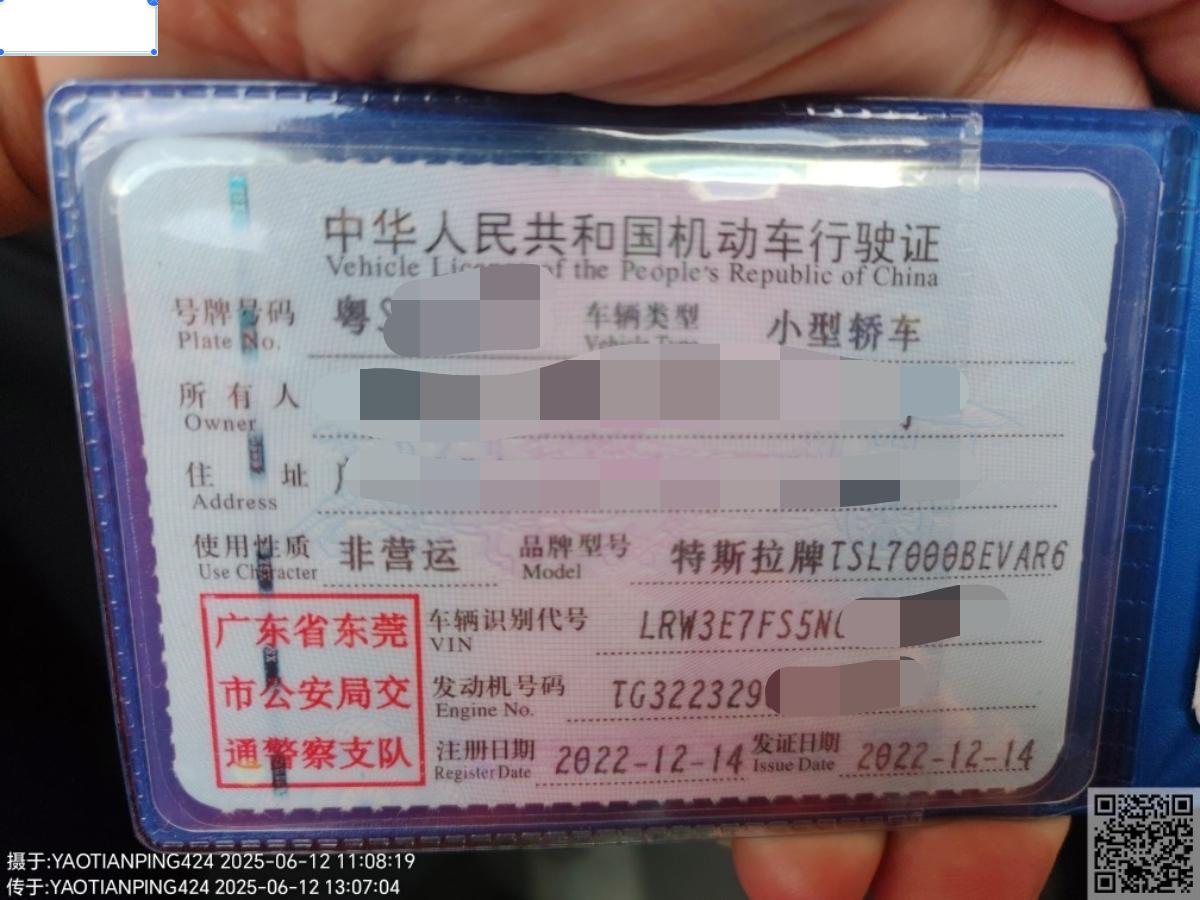 中华人民共和国机动车行驶证
Vehicle License of the People's Republic of China
号牌号码 粤S 车辆类型 小型轿车
Plate No. Vehicle Type
所有人
Owner
住址
Address
使用性质 非营运 品牌型号 特斯拉牌TSL7000BEVAR6
Use Character Model
广东省东莞
市公安局交
通警察支队
车辆识别代号 LRW3E7FS5N
VIN
发动机号码 TG322329
Engine No.
注册日期 2022-12-14 发证日期 2022-12-14
Register Date Issue Date
摄于:YAOTIANPING424 2025-06-12 11:08:19
传于:YAOTIANPING424 2025-06-12 13:07:04